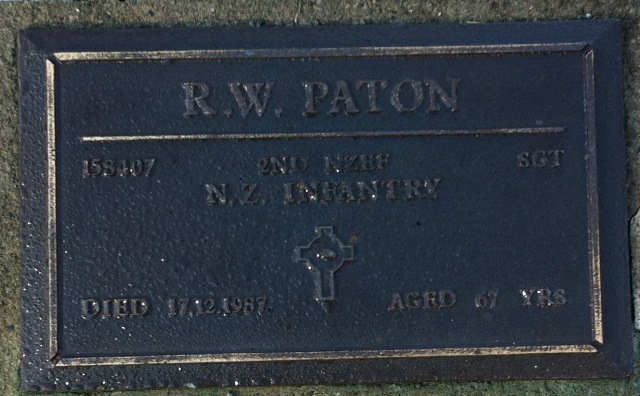 R.W. PATON
158407 2ND NZEF SGT
N.Z. INFANTRY
DIED 17.12.1987. AGED 67 YRS